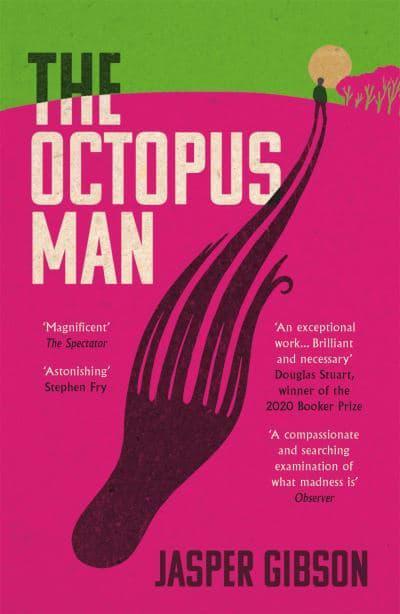 THE
OCTOPUS
MAN
‘Magnificent’
The Spectator
‘Astonishing’
Stephen Fry
‘An exceptional
work... Brilliant
and necessary’
Douglas Stuart,
winner of the
2020 Booker Prize
‘A compassionate
and searching
examination of
what madness is’
Observer
JASPER GIBSON